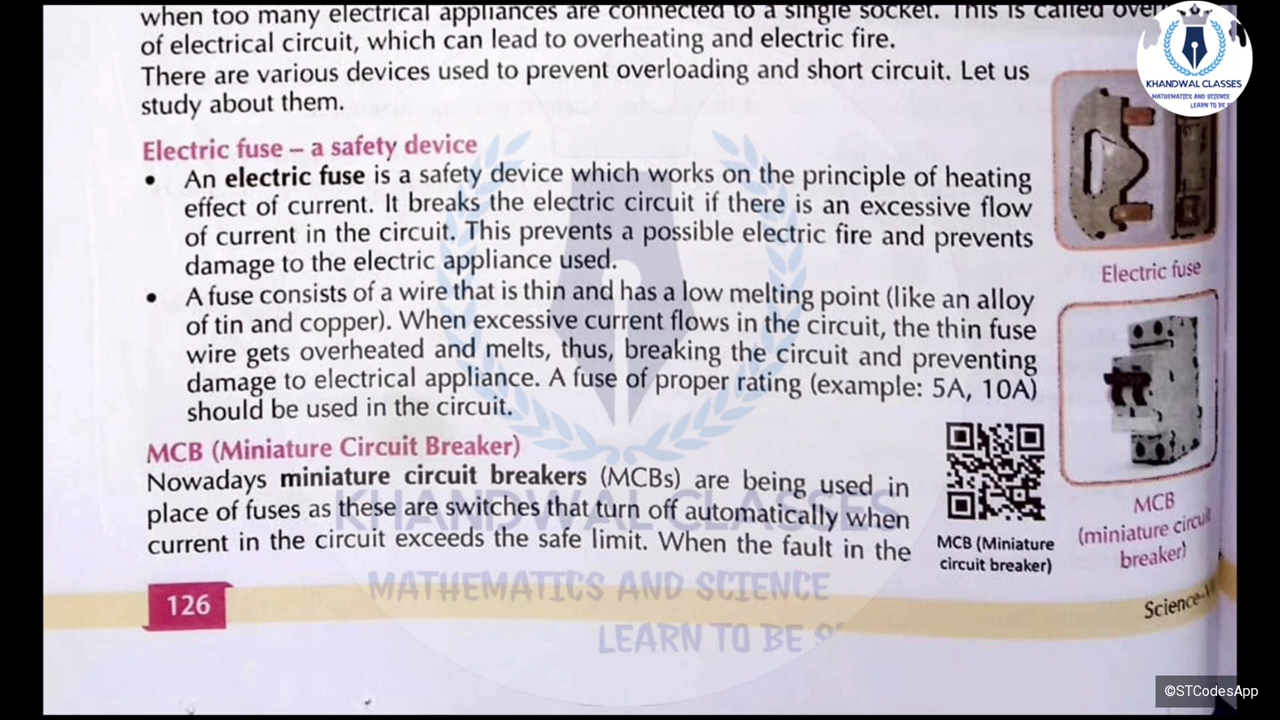 when too many electrical appliances are connected to a single socket. This is called
of electrical circuit, which can lead to overheating and electric fire.
There are various devices used to prevent overloading and short circuit. Let us
study about them.
Electric fuse – a safety device
• An electric fuse is a safety device which works on the principle of heating
effect of current. It breaks the electric circuit if there is an excessive flow
of current in the circuit. This prevents a possible electric fire and prevents
damage to the electric appliance used.
• A fuse consists of a wire that is thin and has a low melting point (like an alloy
of tin and copper). When excessive current flows in the circuit, the thin fuse
wire gets overheated and melts, thus, breaking the circuit and preventing
damage to electrical appliance. A fuse of proper rating (example: 5A, 10A)
should be used in the circuit.
MCB (Miniature Circuit Breaker)
Nowadays miniature circuit breakers (MCBs) are being used in
place of fuses as these are switches that turn off automatically when
current in the circuit exceeds the safe limit. When the fault in the
126
KHANDWAL CLASSES
MATHEMATICS AND SCIENCE
LEARN TO BE
Electric fuse
MCB
(miniature circuit
breaker)
MCB (Miniature
circuit breaker)
KHANDWAL CLASSES
MATHEMATICS AND SCIENCE
LEARN TO BE
©STCodesApp